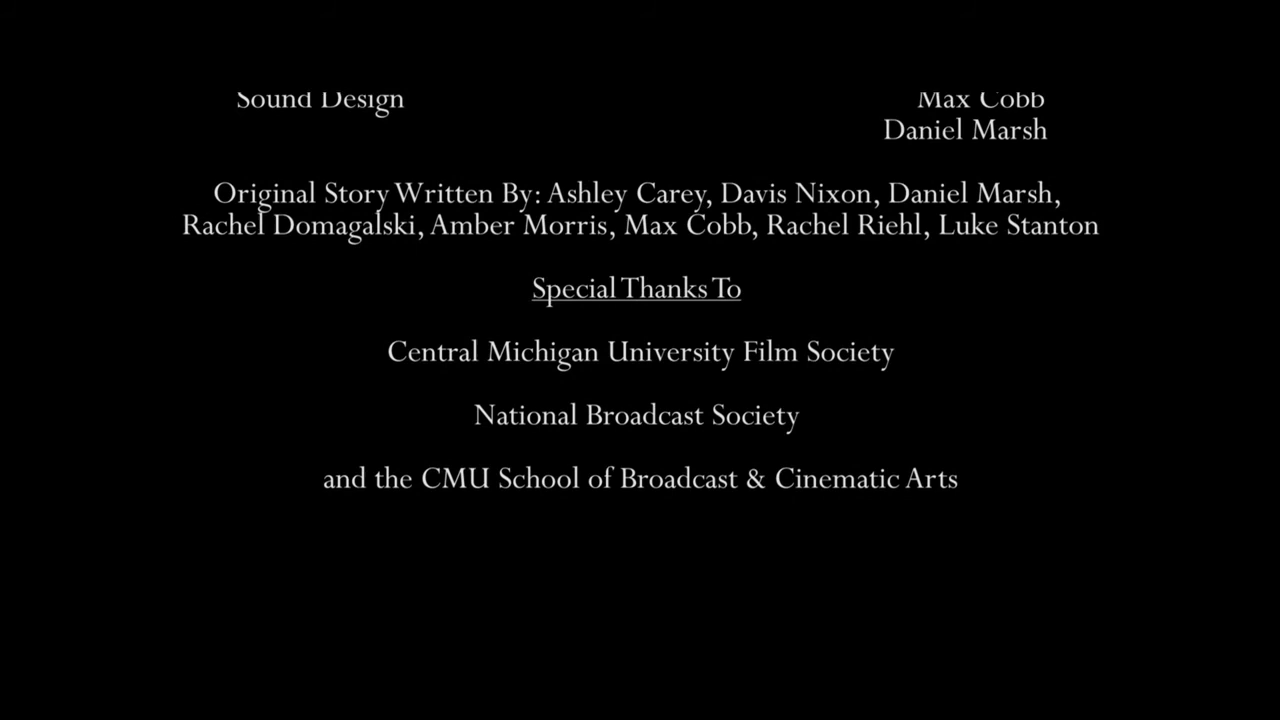 Sound Design Max Cobb
Daniel Marsh
Original Story Written By: Ashley Carey, Davis Nixon, Daniel Marsh,
Rachel Domagalski, Amber Morris, Max Cobb, Rachel Riehl, Luke Stanton
Special Thanks To
Central Michigan University Film Society
National Broadcast Society
and the CMU School of Broadcast & Cinematic Arts